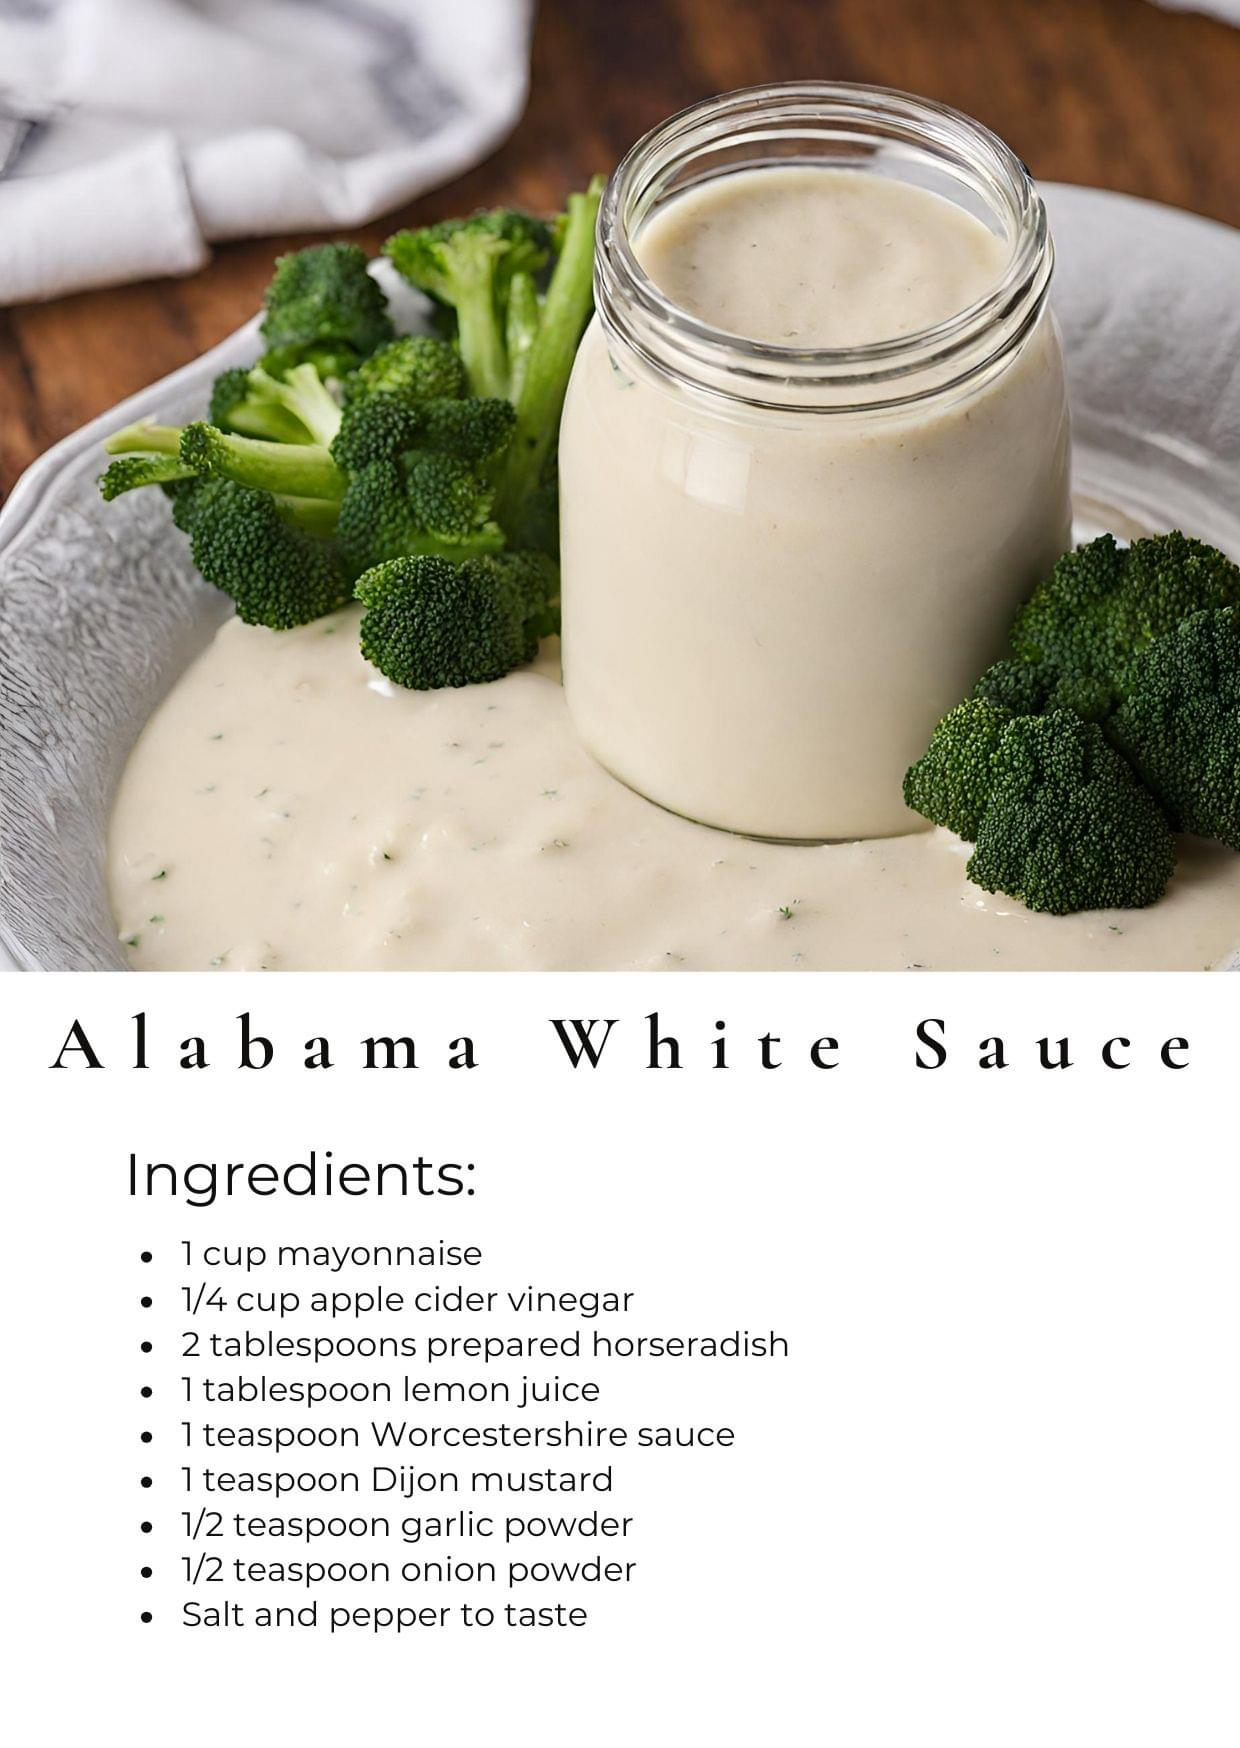 Alabama White Sauce
Ingredients:
• 1 cup mayonnaise
• 1/4 cup apple cider vinegar
• 2 tablespoons prepared horseradish
• 1 tablespoon lemon juice
• 1 teaspoon Worcestershire sauce
• 1 teaspoon Dijon mustard
• 1/2 teaspoon garlic powder
• 1/2 teaspoon onion powder
• Salt and pepper to taste